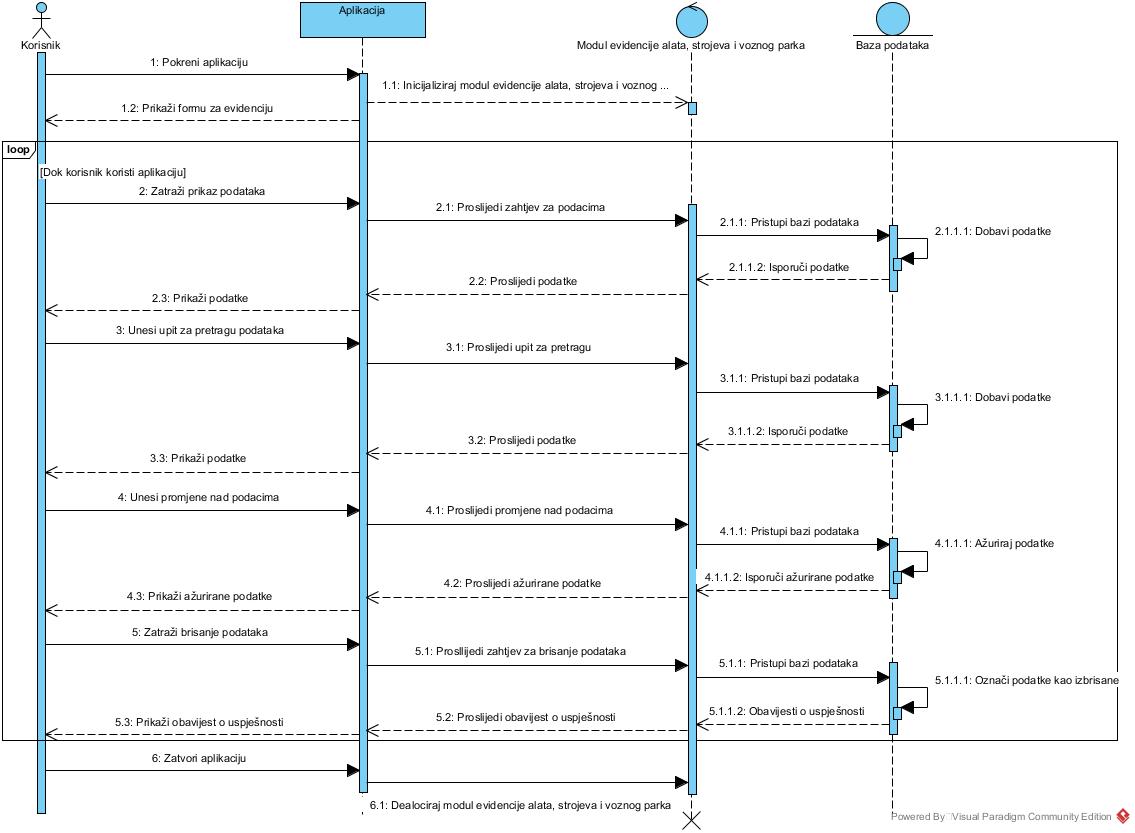 Aplikacija
Korisnik
Modul evidencije alata, strojeva i voznog parka
Baza podataka
1: Pokreni aplikaciju
1.1: Inicijaliziraj modul evidencije alata, strojeva i voznog ...
1.2: Prikaži formu za evidenciju
loop
[Dok korisnik koristi aplikaciju]
2: Zatraži prikaz podataka
2.1: Proslijedi zahtjev za podacima
2.1.1: Pristupi bazi podataka
2.1.1.1: Dobavi podatke
2.1.1.2: Isporuči podatke
2.2: Proslijedi podatke
2.3: Prikaži podatke
3: Unesi upit za pretragu podataka
3.1: Proslijedi upit za pretragu
3.1.1: Pristupi bazi podataka
3.1.1.1: Dobavi podatke
3.1.1.2: Isporuči podatke
3.2: Proslijedi podatke
3.3: Prikaži podatke
4: Unesi promjene nad podacima
4.1: Proslijedi promjene nad podacima
4.1.1: Pristupi bazi podataka
4.1.1.1: Ažuriraj podatke
4.1.1.2: Isporuči ažurirane podatke
4.2: Proslijedi ažurirane podatke
4.3: Prikaži ažurirane podatke
5: Zatraži brisanje podataka
5.1: Prosllijedi zahtjev za brisanje podataka
5.1.1: Pristupi bazi podataka
5.1.1.1: Označi podatke kao izbrisane
5.1.1.2: Obavijesti o uspješnosti
5.2: Proslijedi obavijest o uspješnosti
5.3: Prikaži obavijest o uspješnosti
6: Zatvori aplikaciju
6.1: Dealociraj modul evidencije alata, strojeva i voznog parka
Powered By Visual Paradigm Community Edition